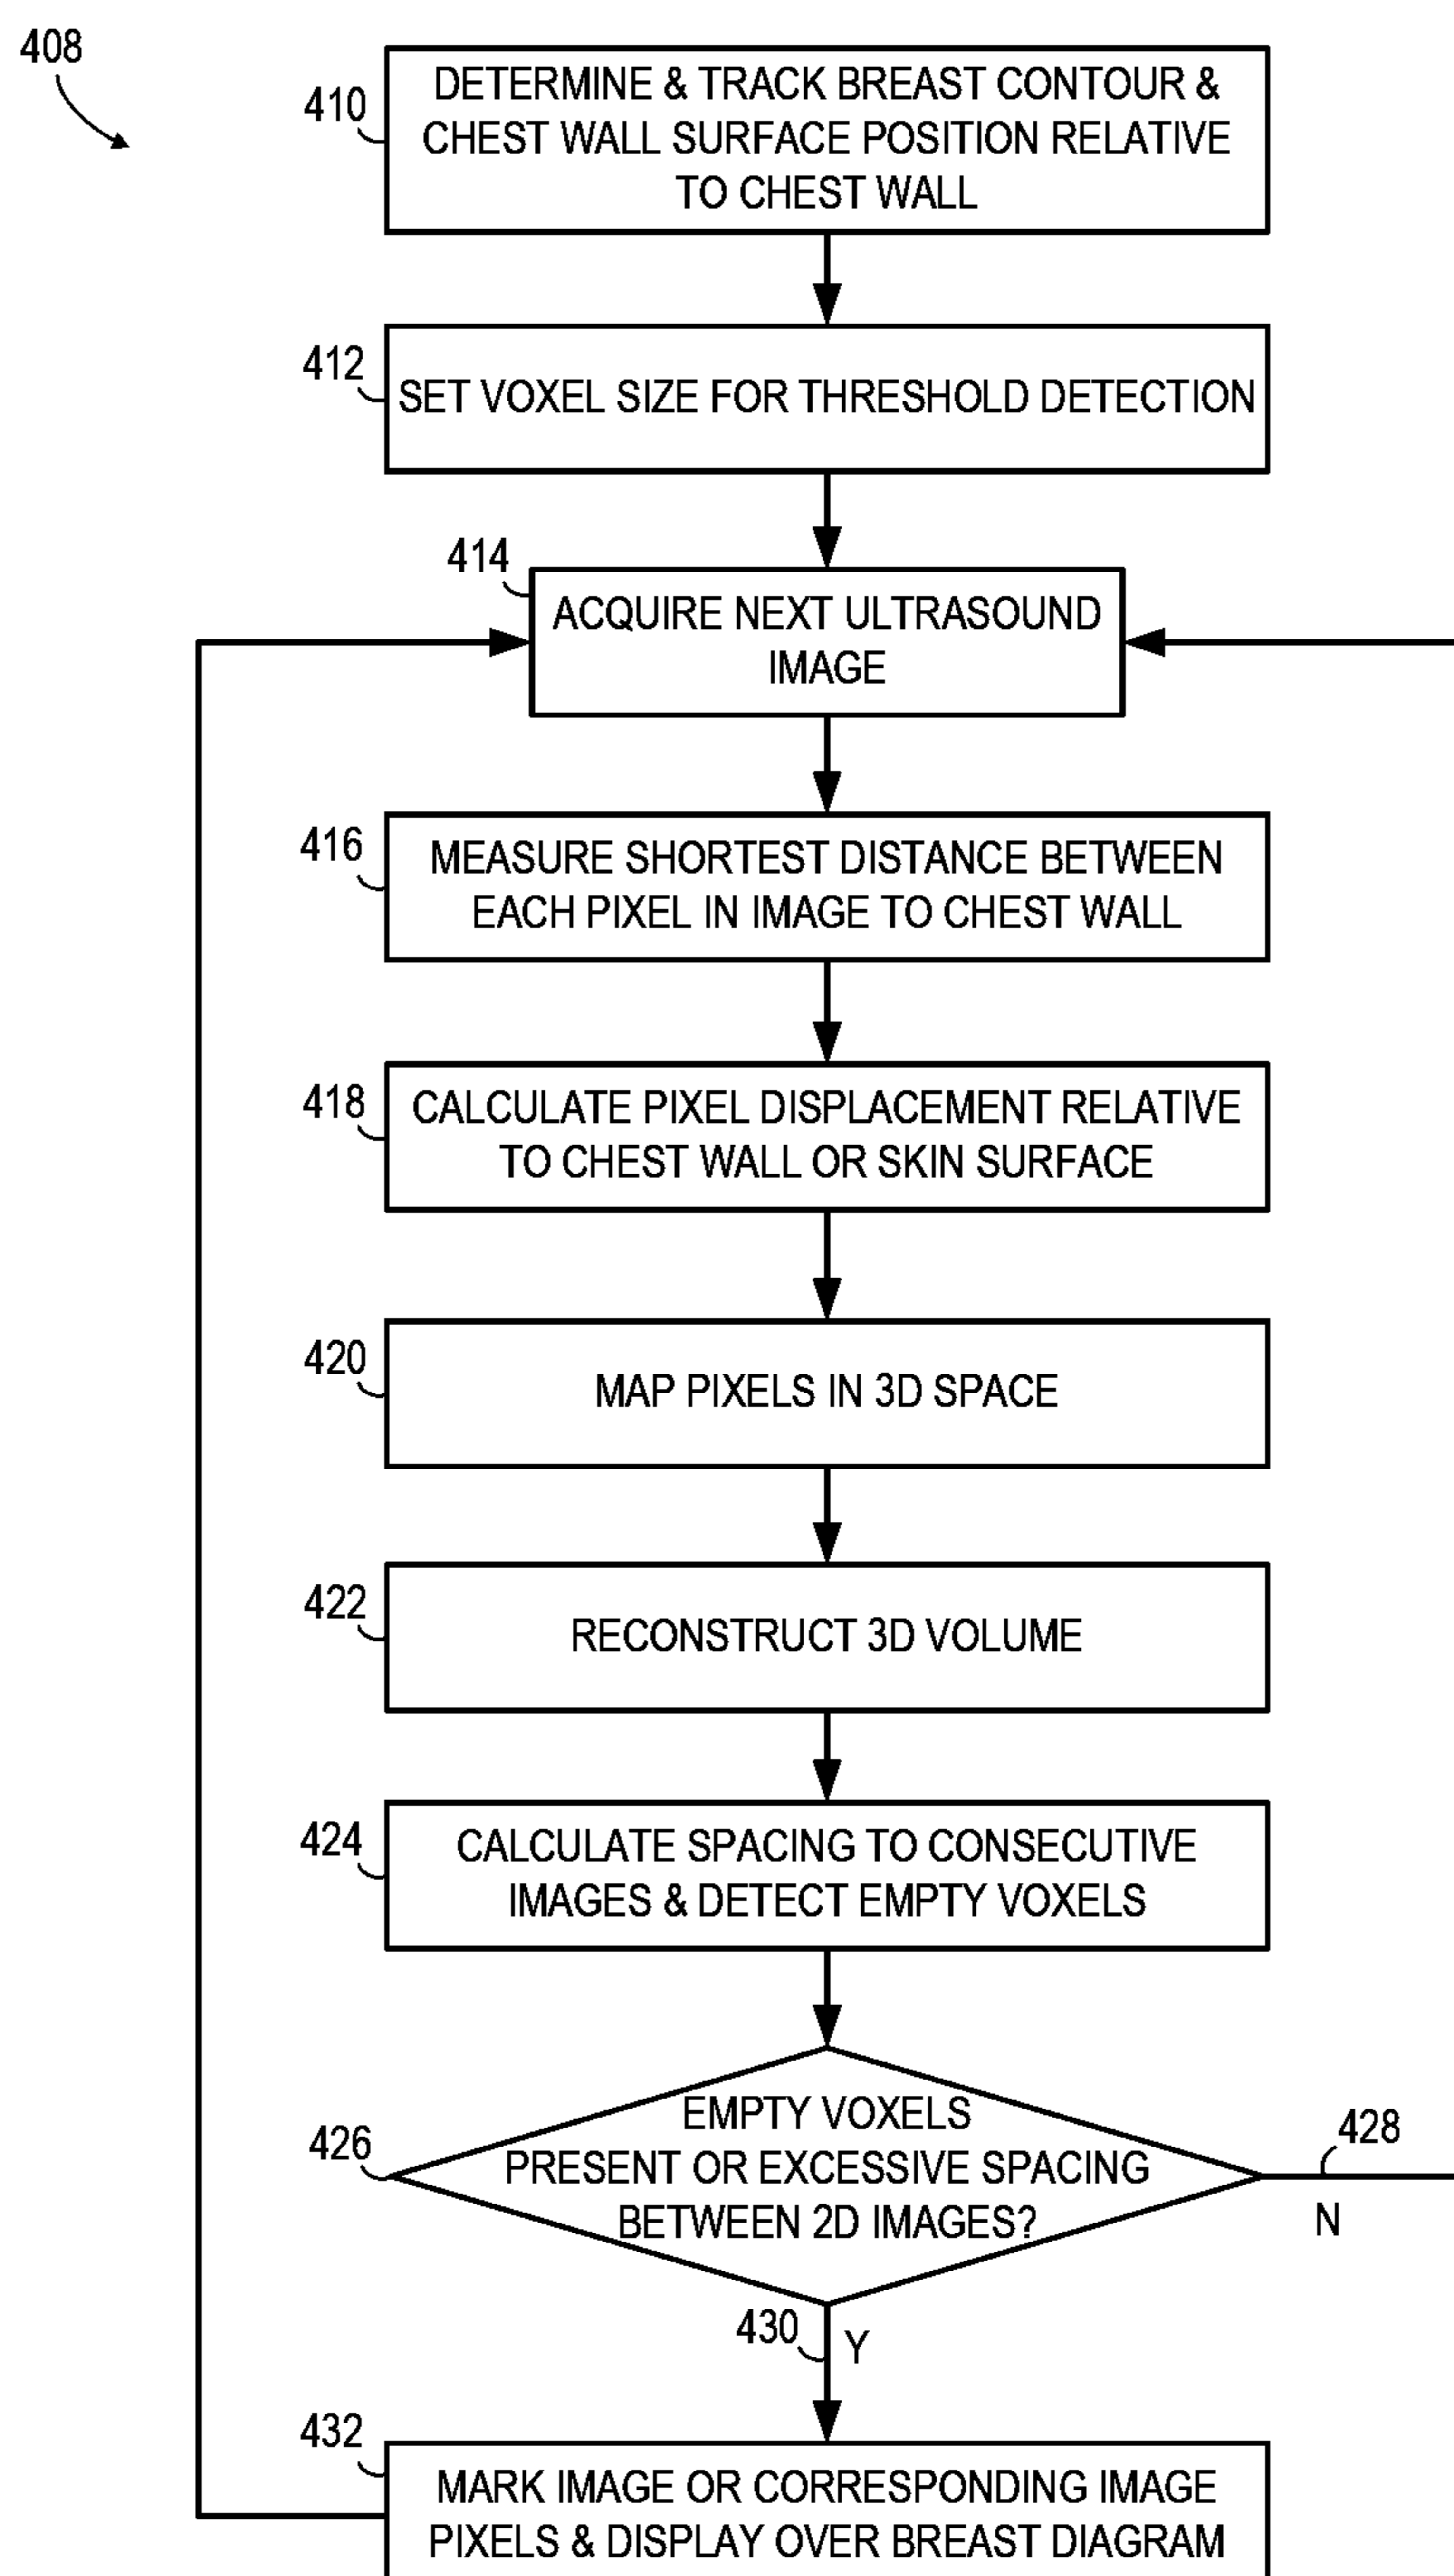 408
410
DETERMINE & TRACK BREAST CONTOUR &
CHEST WALL SURFACE POSITION RELATIVE
TO CHEST WALL
412
SET VOXEL SIZE FOR THRESHOLD DETECTION
414
ACQUIRE NEXT ULTRASOUND
IMAGE
416
MEASURE SHORTEST DISTANCE BETWEEN
EACH PIXEL IN IMAGE TO CHEST WALL
418
CALCULATE PIXEL DISPLACEMENT RELATIVE
TO CHEST WALL OR SKIN SURFACE
420
MAP PIXELS IN 3D SPACE
422
RECONSTRUCT 3D VOLUME
424
CALCULATE SPACING TO CONSECUTIVE
IMAGES & DETECT EMPTY VOXELS
426
EMPTY VOXELS
PRESENT OR EXCESSIVE SPACING
BETWEEN 2D IMAGES?
428
N
430
Y
432
MARK IMAGE OR CORRESPONDING IMAGE
PIXELS & DISPLAY OVER BREAST DIAGRAM